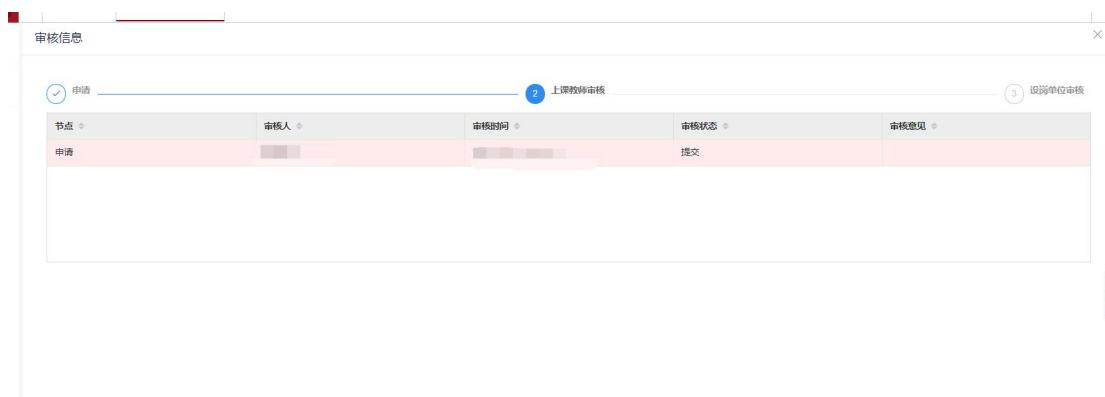 审核信息
申请
2 上课教师审核
3 设岗单位审核
节点 审核人 审核时间 审核状态 审核意见
申请 提交